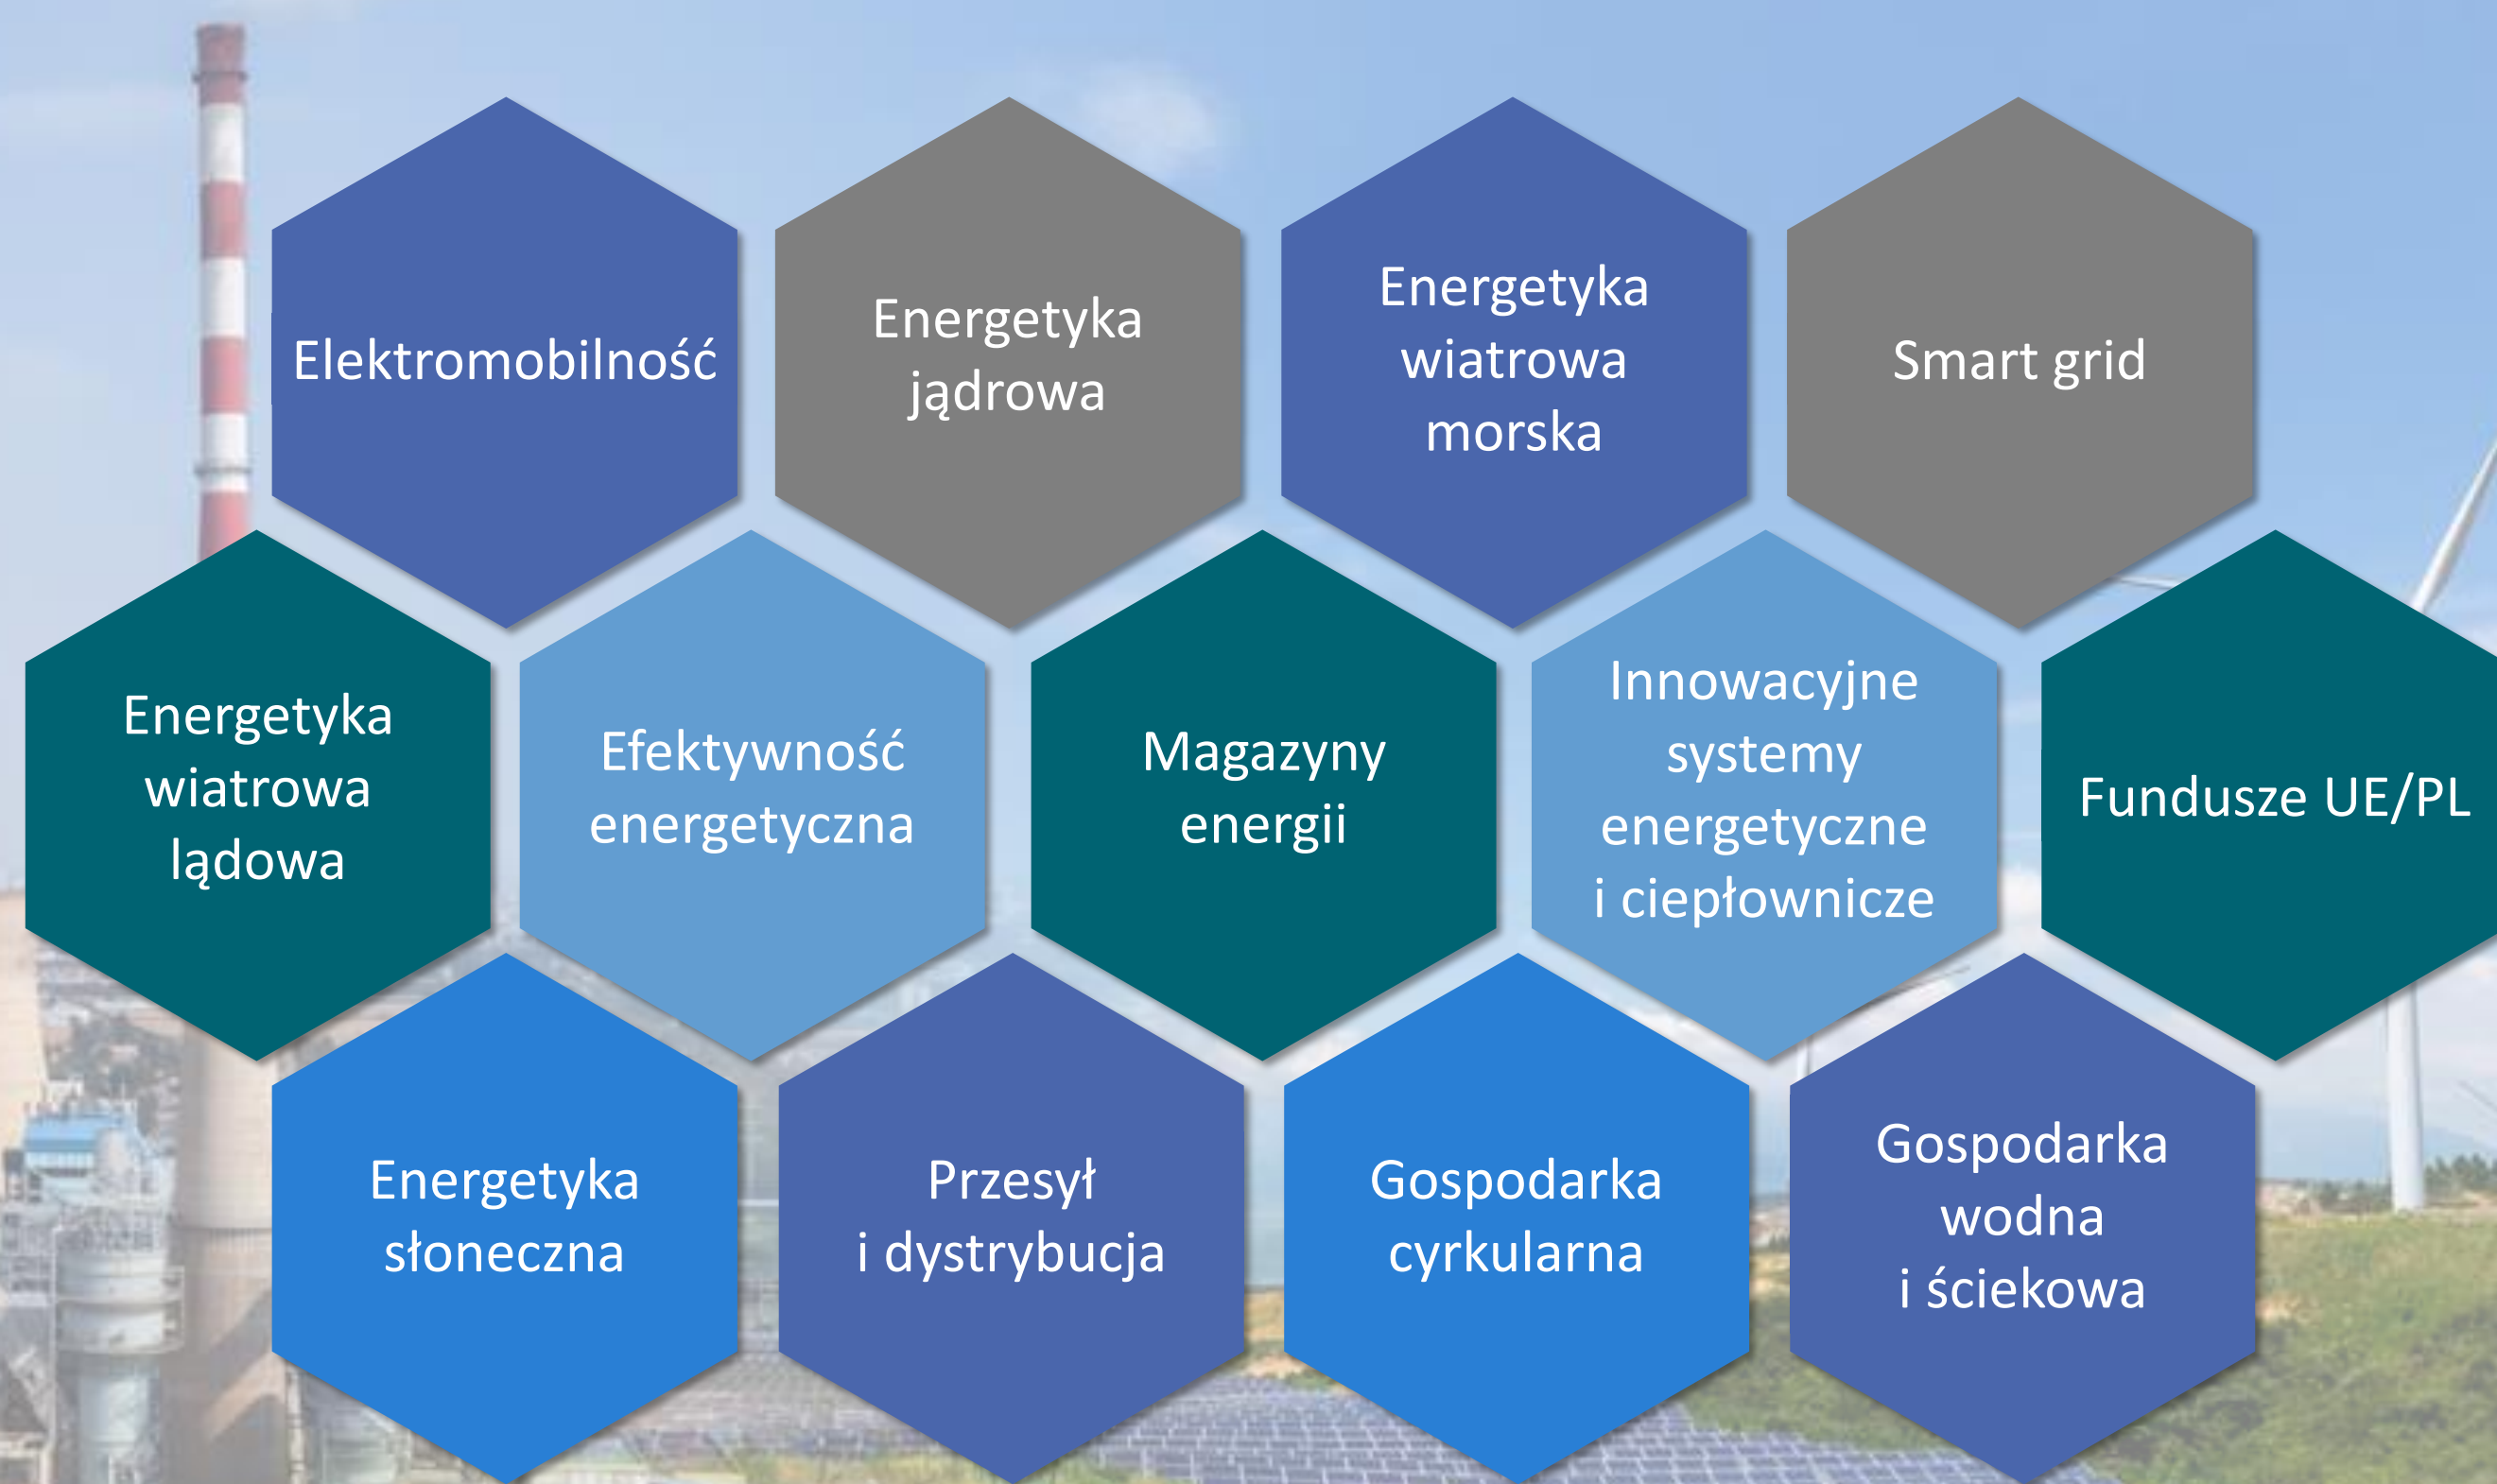 Elektromobilność
Energetyka
jądrowa
Energetyka
wiatrowa
morska
Smart grid
Energetyka
wiatrowa
lądowa
Efektywność
energetyczna
Magazyny
energii
Innowacyjne
systemy
energetyczne
i ciepłownicze
Fundusze UE/PL
Energetyka
słoneczna
Przesył
i dystrybucja
Gospodarka
cyrkularna
Gospodarka
wodna
i ściekowa